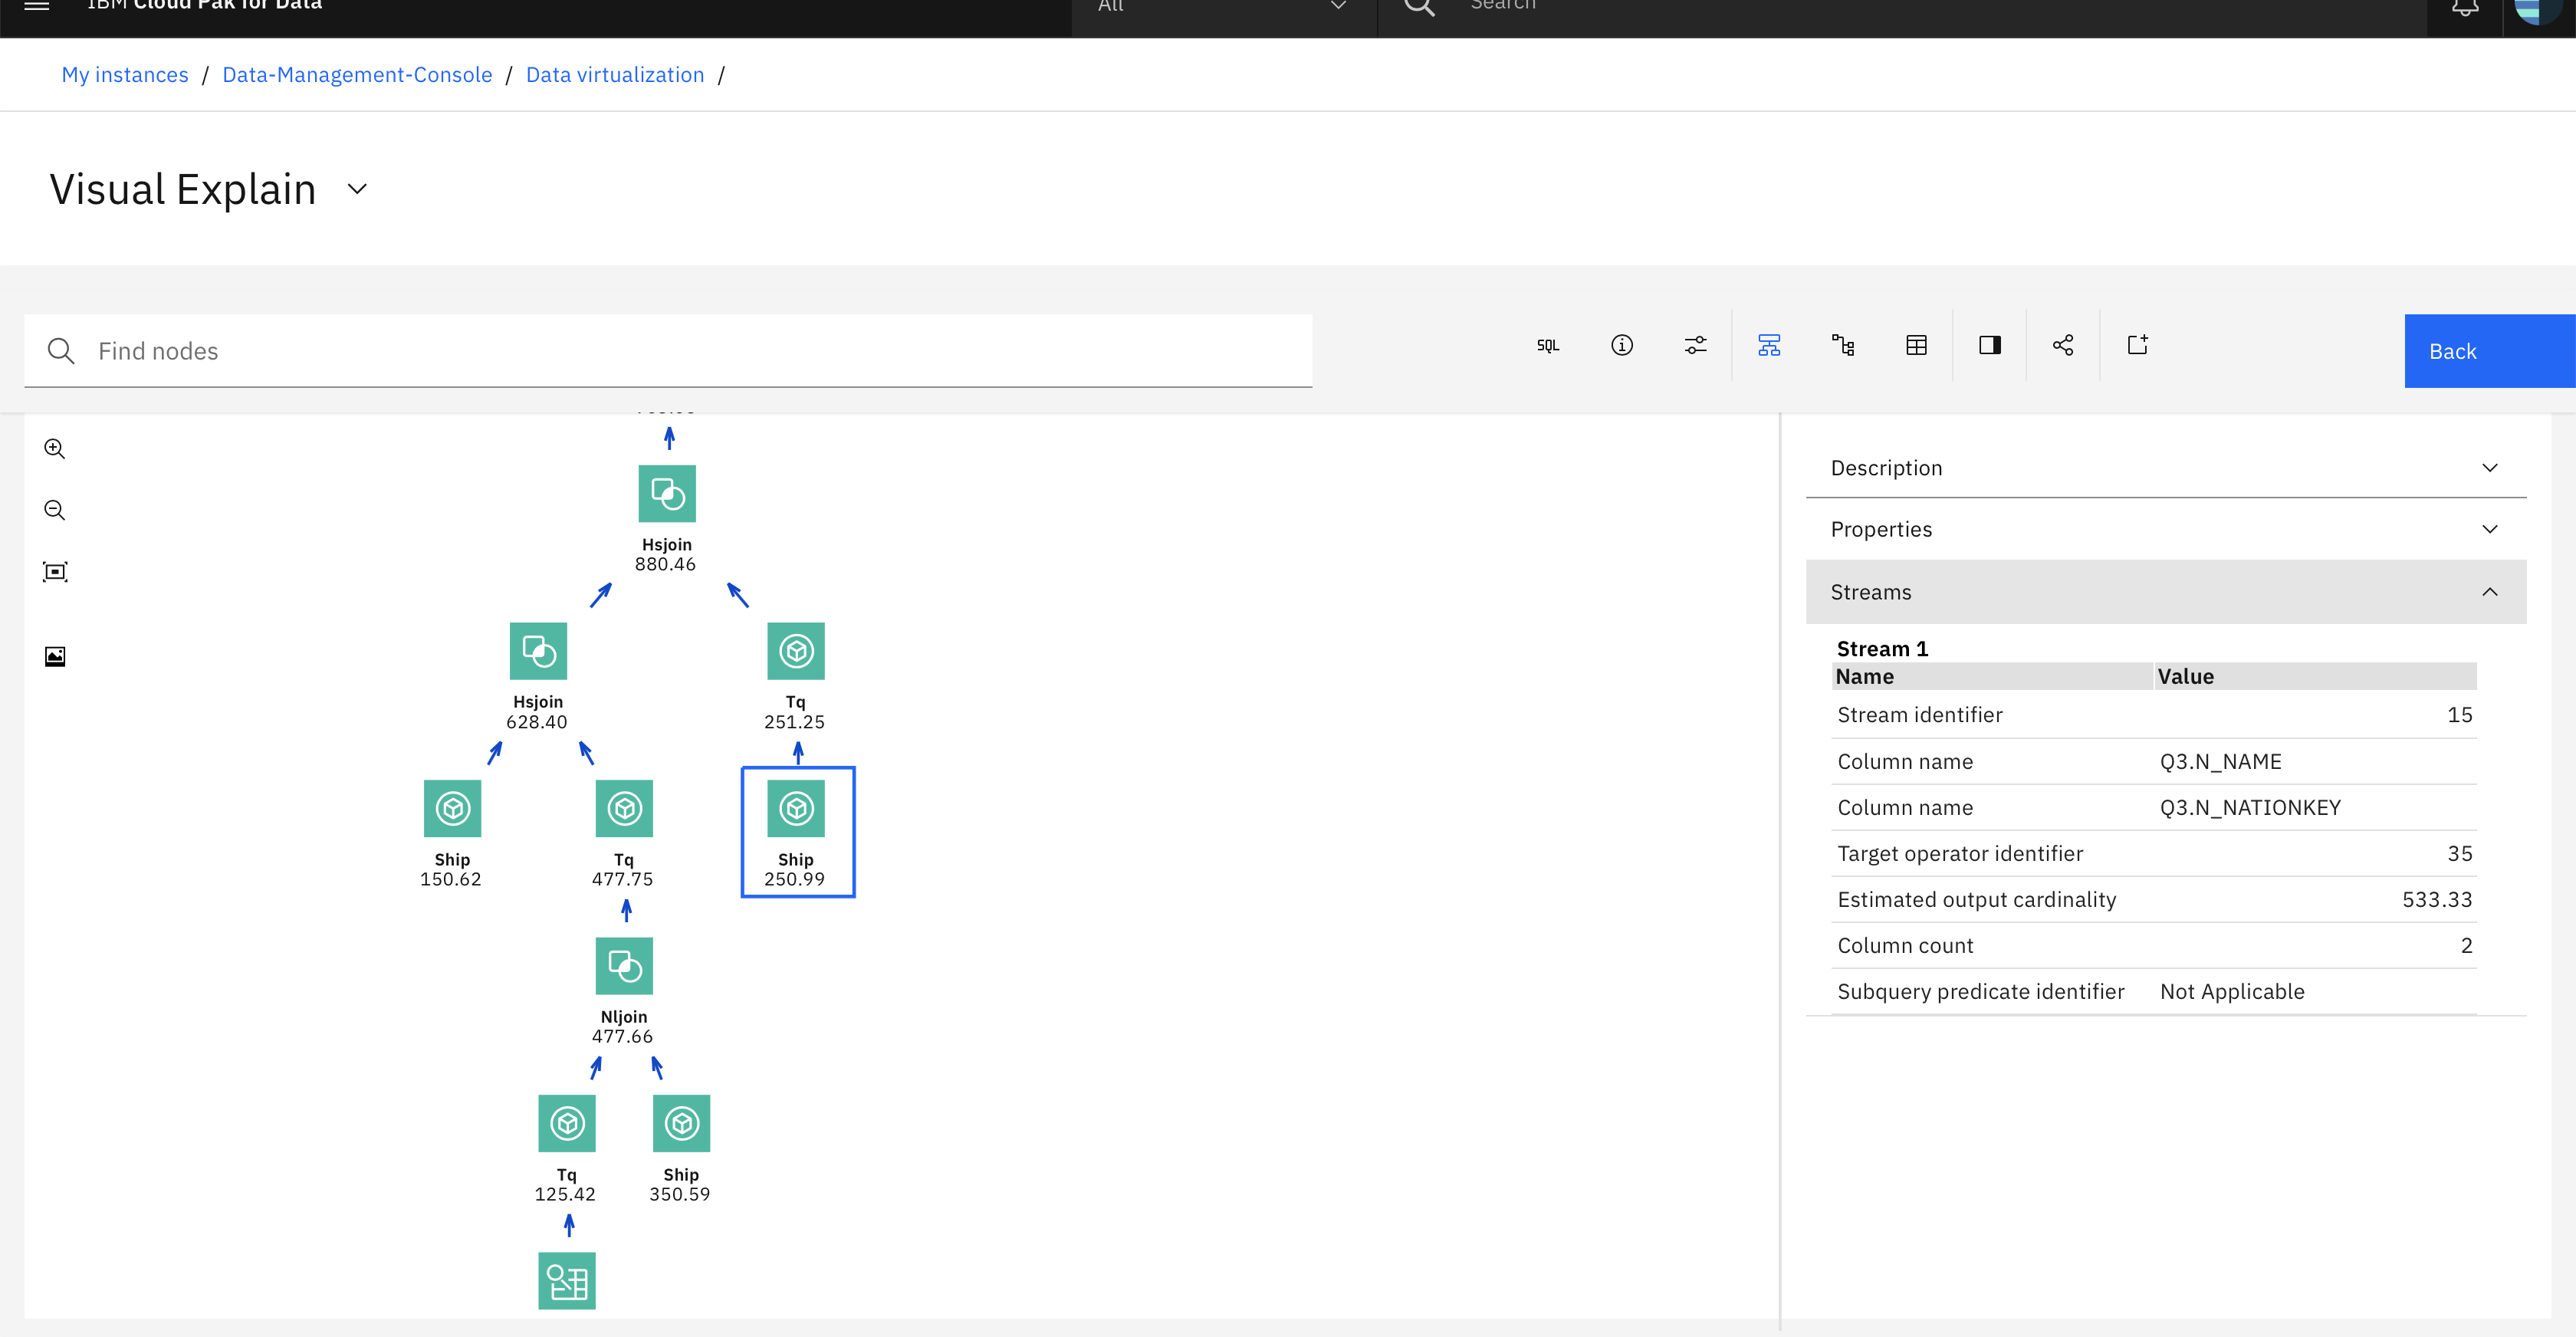 IBM Cloud Pak for Data
All
Search
My instances / Data-Management-Console / Data virtualization /
Visual Explain
Find nodes
SQL
Back
Hsjoin
880.46
Hsjoin
628.40
Tq
251.25
Ship
150.62
Tq
477.75
Ship
250.99
Nljoin
477.66
Tq
125.42
Ship
350.59
Description
Properties
Streams
Stream 1
Name Value
Stream identifier 15
Column name Q3.N_NAME
Column name Q3.N_NATIONKEY
Target operator identifier 35
Estimated output cardinality 533.33
Column count 2
Subquery predicate identifier Not Applicable